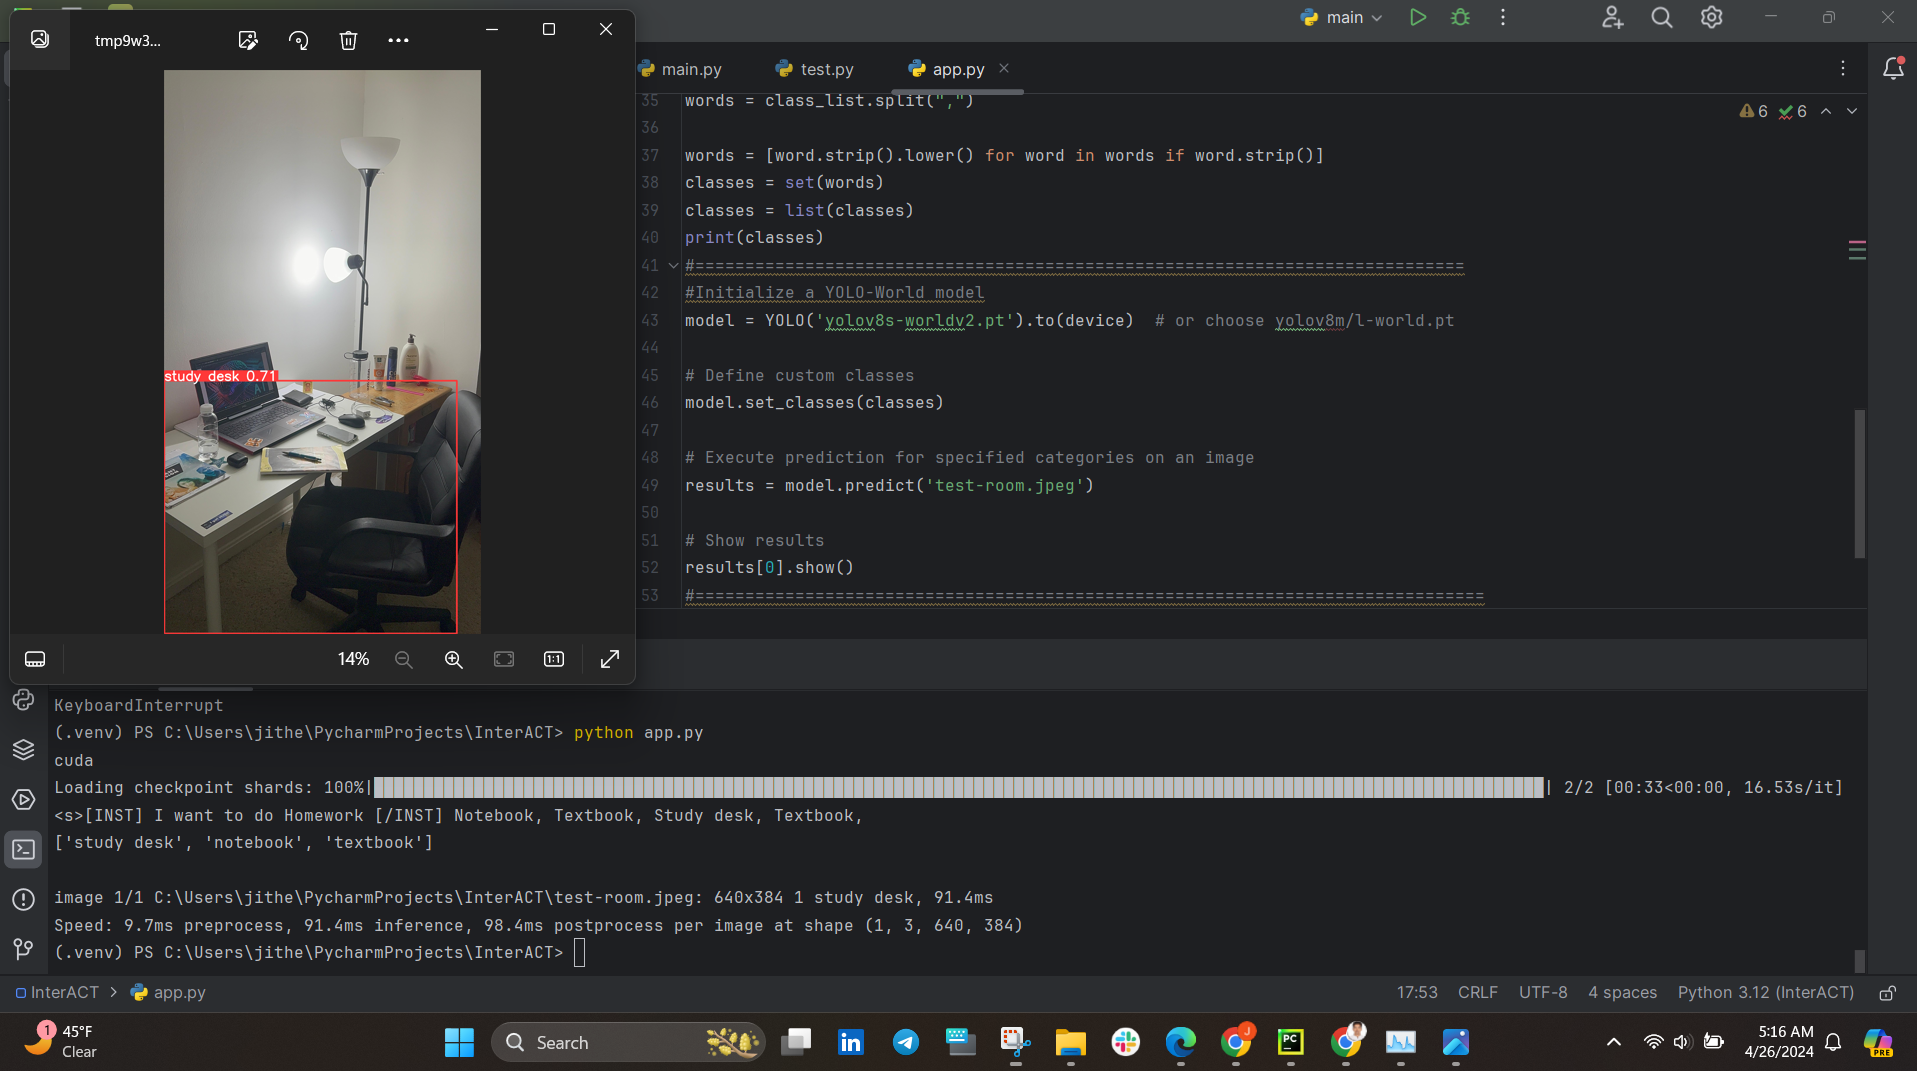 tmp9w3...
study desk 0.71
14%
1:1
main
main.py
test.py
app.py
6
6
35 words = class_list.split(",")
36
37 words = [word.strip().lower() for word in words if word.strip()]
38 classes = set(words)
39 classes = list(classes)
40 print(classes)
41 #=============================================================================
42 #Initialize a YOLO-World model
43 model = YOLO('yolov8s-worldv2.pt').to(device)  # or choose yolov8m/l-world.pt
44
45 # Define custom classes
46 model.set_classes(classes)
47
48 # Execute prediction for specified categories on an image
49 results = model.predict('test-room.jpeg')
50
51 # Show results
52 results[0].show()
53 #===============================================================================
KeyboardInterrupt
(.venv) PS C:\Users\jithe\PycharmProjects\InterACT> python app.py
cuda
Loading checkpoint shards: 100%| | 2/2 [00:33<00:00, 16.53s/it]
<s>[INST] I want to do Homework [/INST] Notebook, Textbook, Study desk, Textbook,
['study desk', 'notebook', 'textbook']
image 1/1 C:\Users\jithe\PycharmProjects\InterACT\test-room.jpeg: 640x384 1 study desk, 91.4ms
Speed: 9.7ms preprocess, 91.4ms inference, 98.4ms postprocess per image at shape (1, 3, 640, 384)
(.venv) PS C:\Users\jithe\PycharmProjects\InterACT>
InterACT > app.py
17:53 CRLF UTF-8 4 spaces Python 3.12 (InterACT)
1
45°F
Clear
Search
in
PC
J
5:16 AM
4/26/2024
PRE